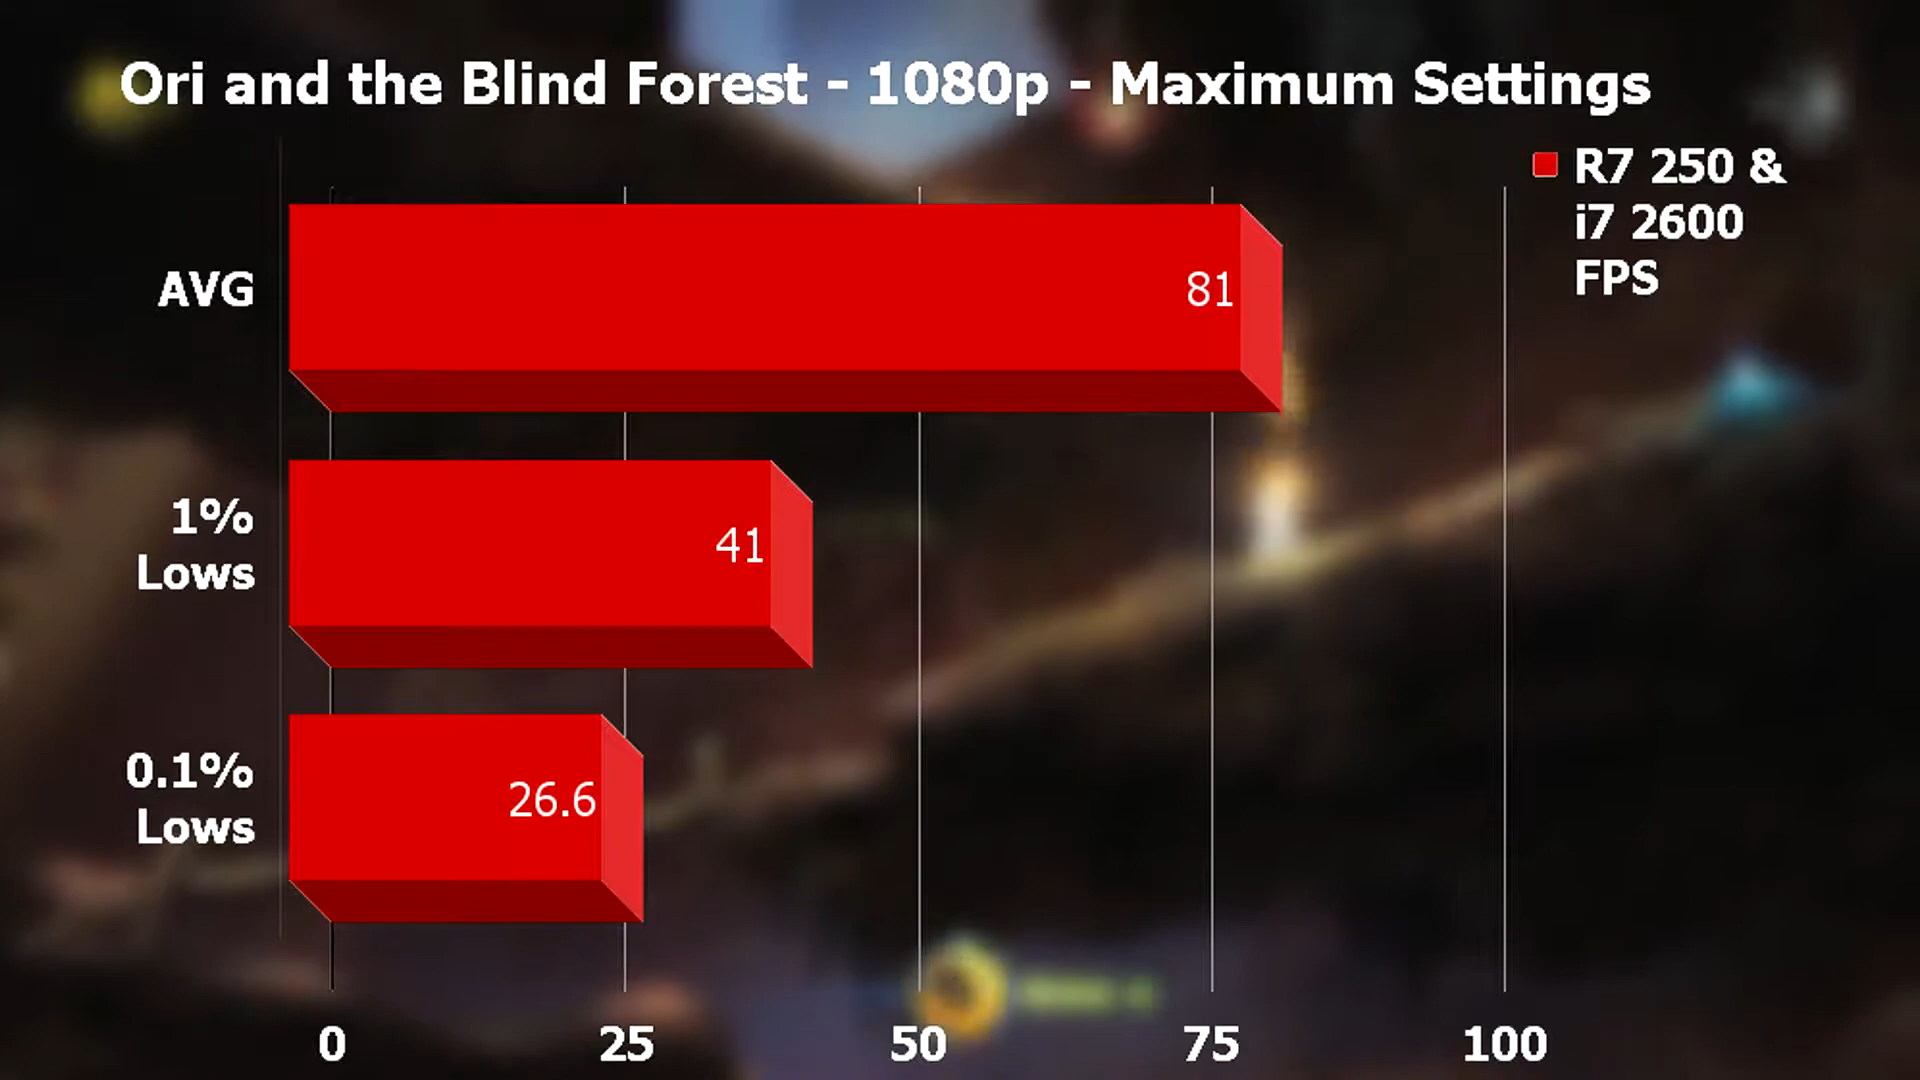 Ori and the Blind Forest - 1080p - Maximum Settings
R7 250 &
i7 2600
FPS
AVG
81
1%
Lows
41
0.1%
Lows
26.6
0
25
50
75
100